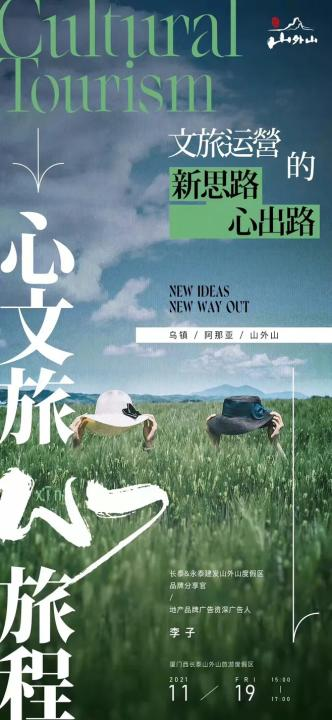 Cultural
Tourism
山外山
文旅运營
的
新思路
心出路
NEW IDEAS
NEW WAY OUT
乌镇 / 阿那亚 / 山外山
心文旅
心
旅程
长泰&永泰建发山外山度假区
品牌分享官
/
地产品牌广告资深广告人
李子
厦门西长泰山外山旅游度假区
2021
11 / 19
FRI
15:00
|
17:00